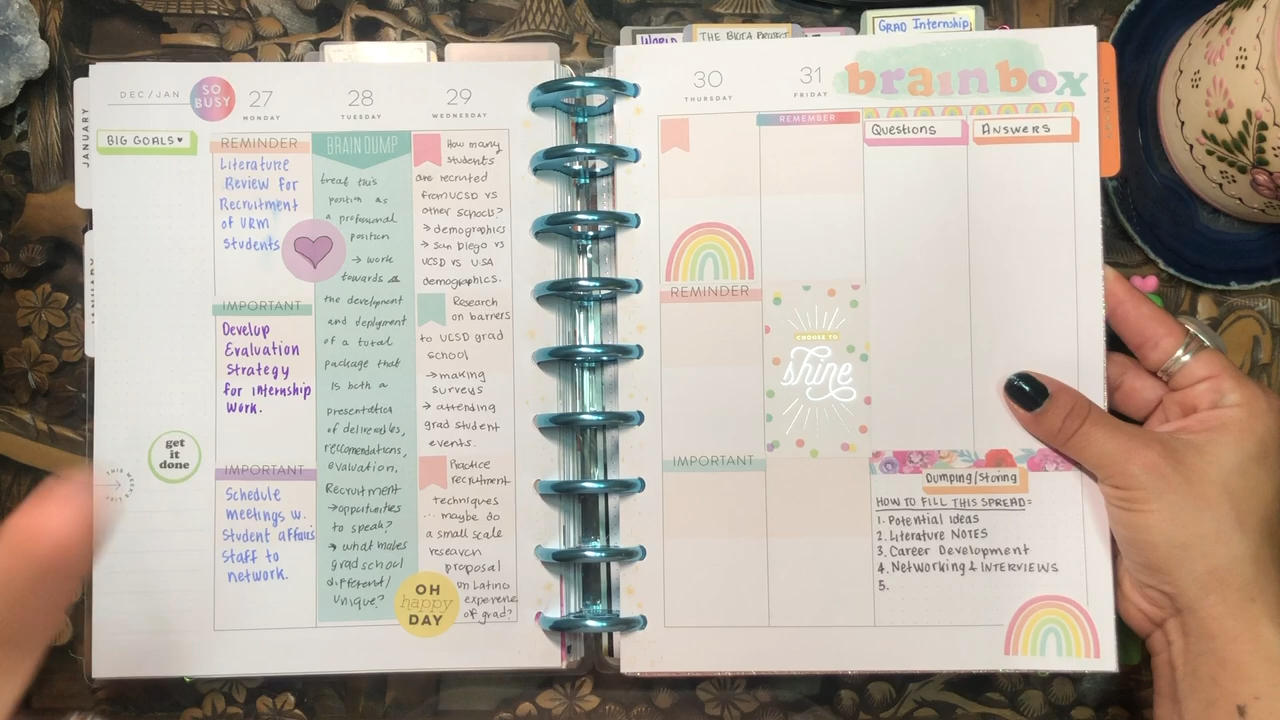 WORLD
THE BIGTA PROJECT
GRAD Internship
JANUARY
DEC/JAN
SO
BUSY
27
MONDAY
28
TUESDAY
29
WEDNESDAY
BIG GOALS♥
get
it
done
THIS WEEK'S LIST
REMINDER
Literature
Review for
Recruitment
of URM
Students
IMPORTANT
Develop
Evaluation
Strategy
for internship
Work.
IMPORTANT
Schedule
meetings w.
Student affairs
Staff to
network.
BRAIN DUMP
treat this
position as
a professional
position
→ work
towards
the development
and deployment
of a total
package that
is both a
presentation
of deliverables,
reccomendations,
evaluation.
Recruitment
→opportunities
to speak?
→ what makes
grad school
different/
unique?
OH
happy
DAY
How many
students
are recruited
from UCSD vs
other schools?
→ demographics
→ san diego vs
UCSD vs USA
demographics.
Research
on barriers
to UCSD grad
school
→making
surveys
→ attending
grad student
events.
Practice
recruitment
techniques
... maybe do
a small scale
research
proposal
on Latino
experience
of grad?
30
THURSDAY
31
FRIDAY
brain box
REMINDER
IMPORTANT
REMEMBER
CHOOSE TO
shine
Questions
ANSWERS
Dumping/Storing
HOW TO FILL THIS SPREAD:
1. Potential ideas
2. Literature NOTES
3. Career Development
4. Networking & INTERVIEWS
5.
JANUARY